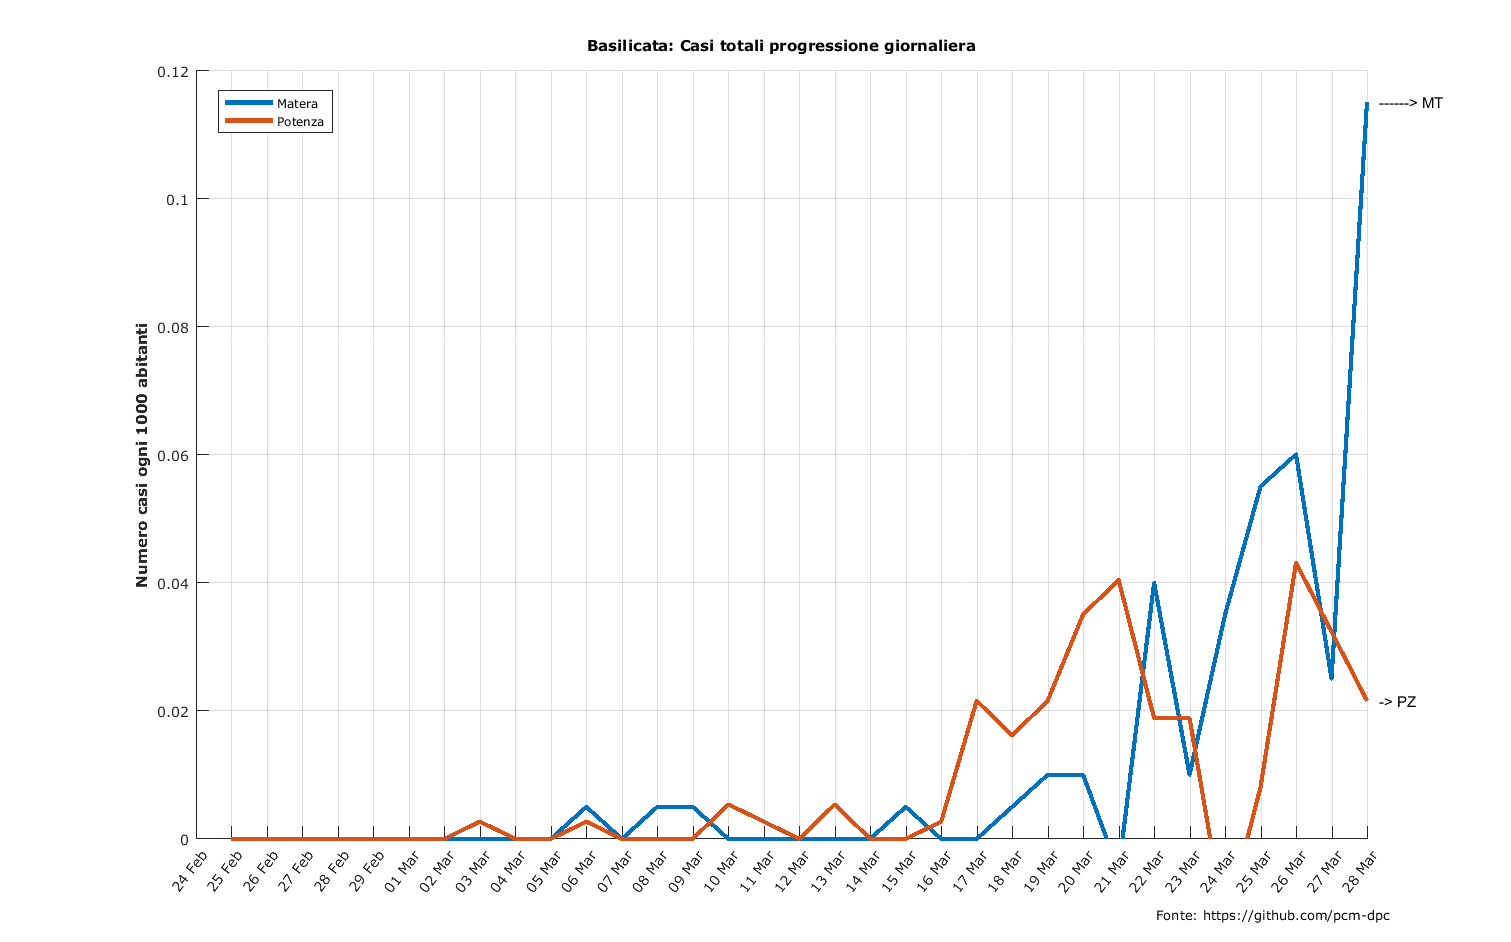 Basilicata: Casi totali progressione giornaliera
Matera
Potenza
Numero casi ogni 1000 abitanti
0.12
0.1
0.08
0.06
0.04
0.02
0
------> MT
-> PZ
24 Feb
25 Feb
26 Feb
27 Feb
28 Feb
29 Feb
01 Mar
02 Mar
03 Mar
04 Mar
05 Mar
06 Mar
07 Mar
08 Mar
09 Mar
10 Mar
11 Mar
12 Mar
13 Mar
14 Mar
15 Mar
16 Mar
17 Mar
18 Mar
19 Mar
20 Mar
21 Mar
22 Mar
23 Mar
24 Mar
25 Mar
26 Mar
27 Mar
28 Mar
Fonte: https://github.com/pcm-dpc